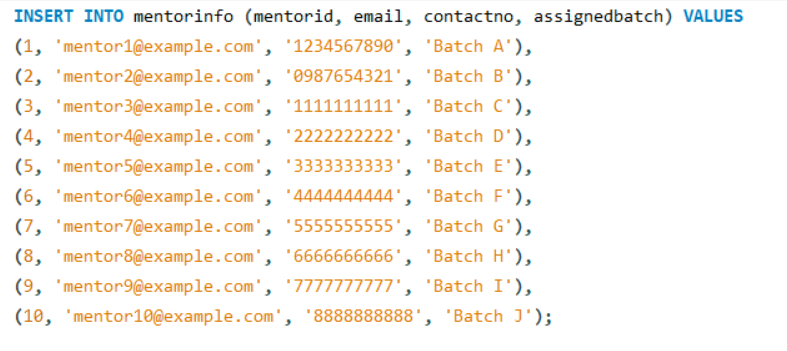 INSERT INTO mentorinfo (mentorid, email, contactno, assignedbatch) VALUES
(1, 'mentor1@example.com', '1234567890', 'Batch A'),
(2, 'mentor2@example.com', '0987654321', 'Batch B'),
(3, 'mentor3@example.com', '1111111111', 'Batch C'),
(4, 'mentor4@example.com', '2222222222', 'Batch D'),
(5, 'mentor5@example.com', '3333333333', 'Batch E'),
(6, 'mentor6@example.com', '4444444444', 'Batch F'),
(7, 'mentor7@example.com', '5555555555', 'Batch G'),
(8, 'mentor8@example.com', '6666666666', 'Batch H'),
(9, 'mentor9@example.com', '7777777777', 'Batch I'),
(10, 'mentor10@example.com', '8888888888', 'Batch J');